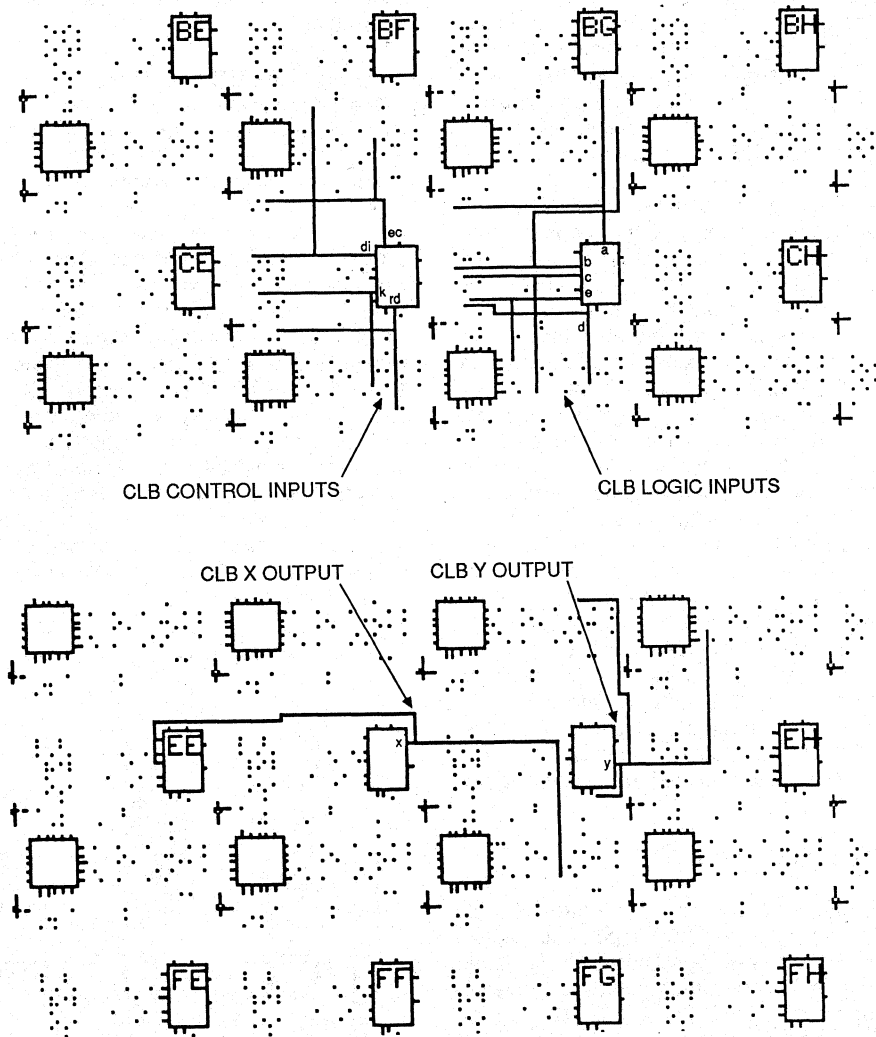 BE BF BG BH
ec
di
a
CE
b
CH
c
k
e
rd
d
CLB CONTROL INPUTS
CLB LOGIC INPUTS
CLB X OUTPUT
CLB Y OUTPUT
EE
x
EH
y
FE FF FG FH